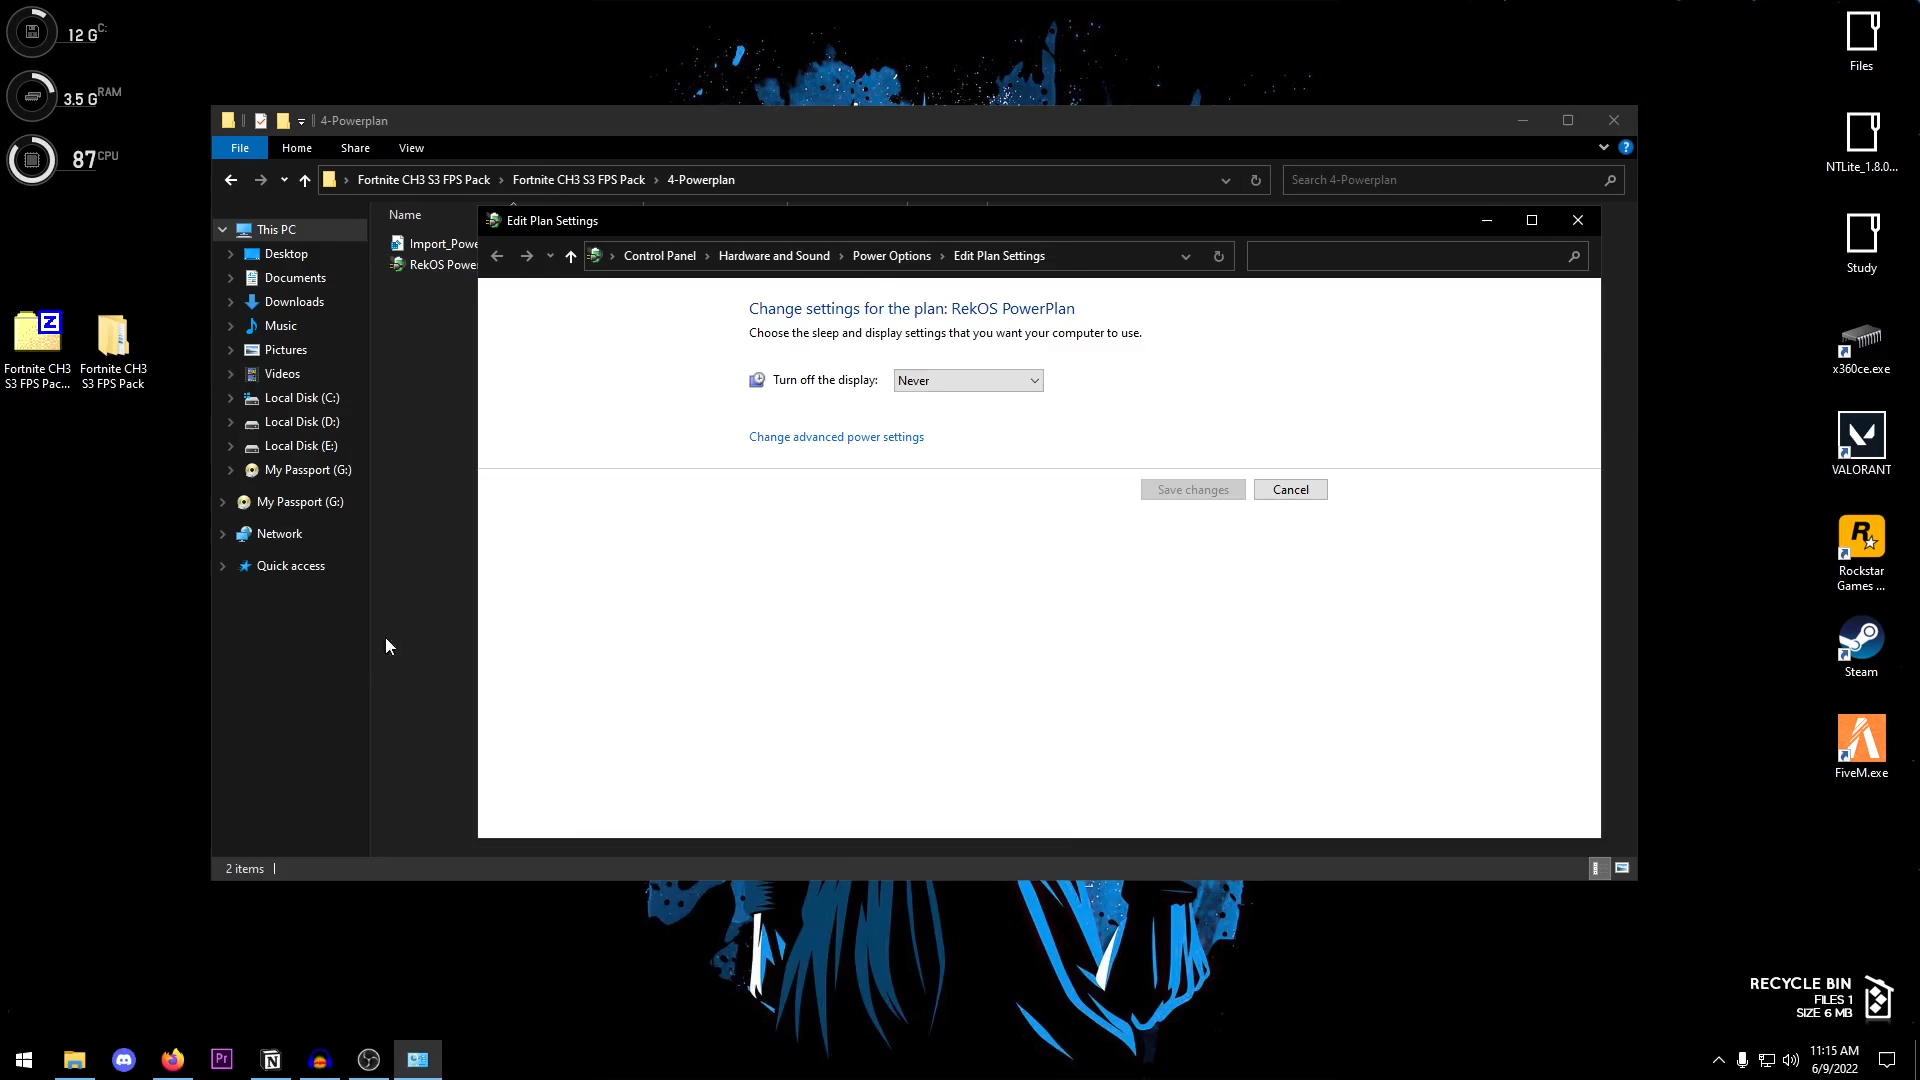 12 G C:
3.5 G RAM
87 CPU
Fortnite CH3
S3 FPS Pac...
Fortnite CH3
S3 FPS Pack
4-Powerplan
File
Home
Share
View
Fortnite CH3 S3 FPS Pack
Fortnite CH3 S3 FPS Pack
4-Powerplan
Search 4-Powerplan
This PC
Desktop
Documents
Downloads
Music
Pictures
Videos
Local Disk (C:)
Local Disk (D:)
Local Disk (E:)
My Passport (G:)
My Passport (G:)
Network
Quick access
Name
Import_Powe
RekOS Power
2 items
Edit Plan Settings
Control Panel
Hardware and Sound
Power Options
Edit Plan Settings
Change settings for the plan: RekOS PowerPlan
Choose the sleep and display settings that you want your computer to use.
Turn off the display:
Never
Change advanced power settings
Save changes
Cancel
Files
NTLite_1.8.0...
Study
x360ce.exe
VALORANT
Rockstar
Games ...
Steam
FiveM.exe
RECYCLE BIN
FILES 1
SIZE 6 MB
11:15 AM
6/9/2022